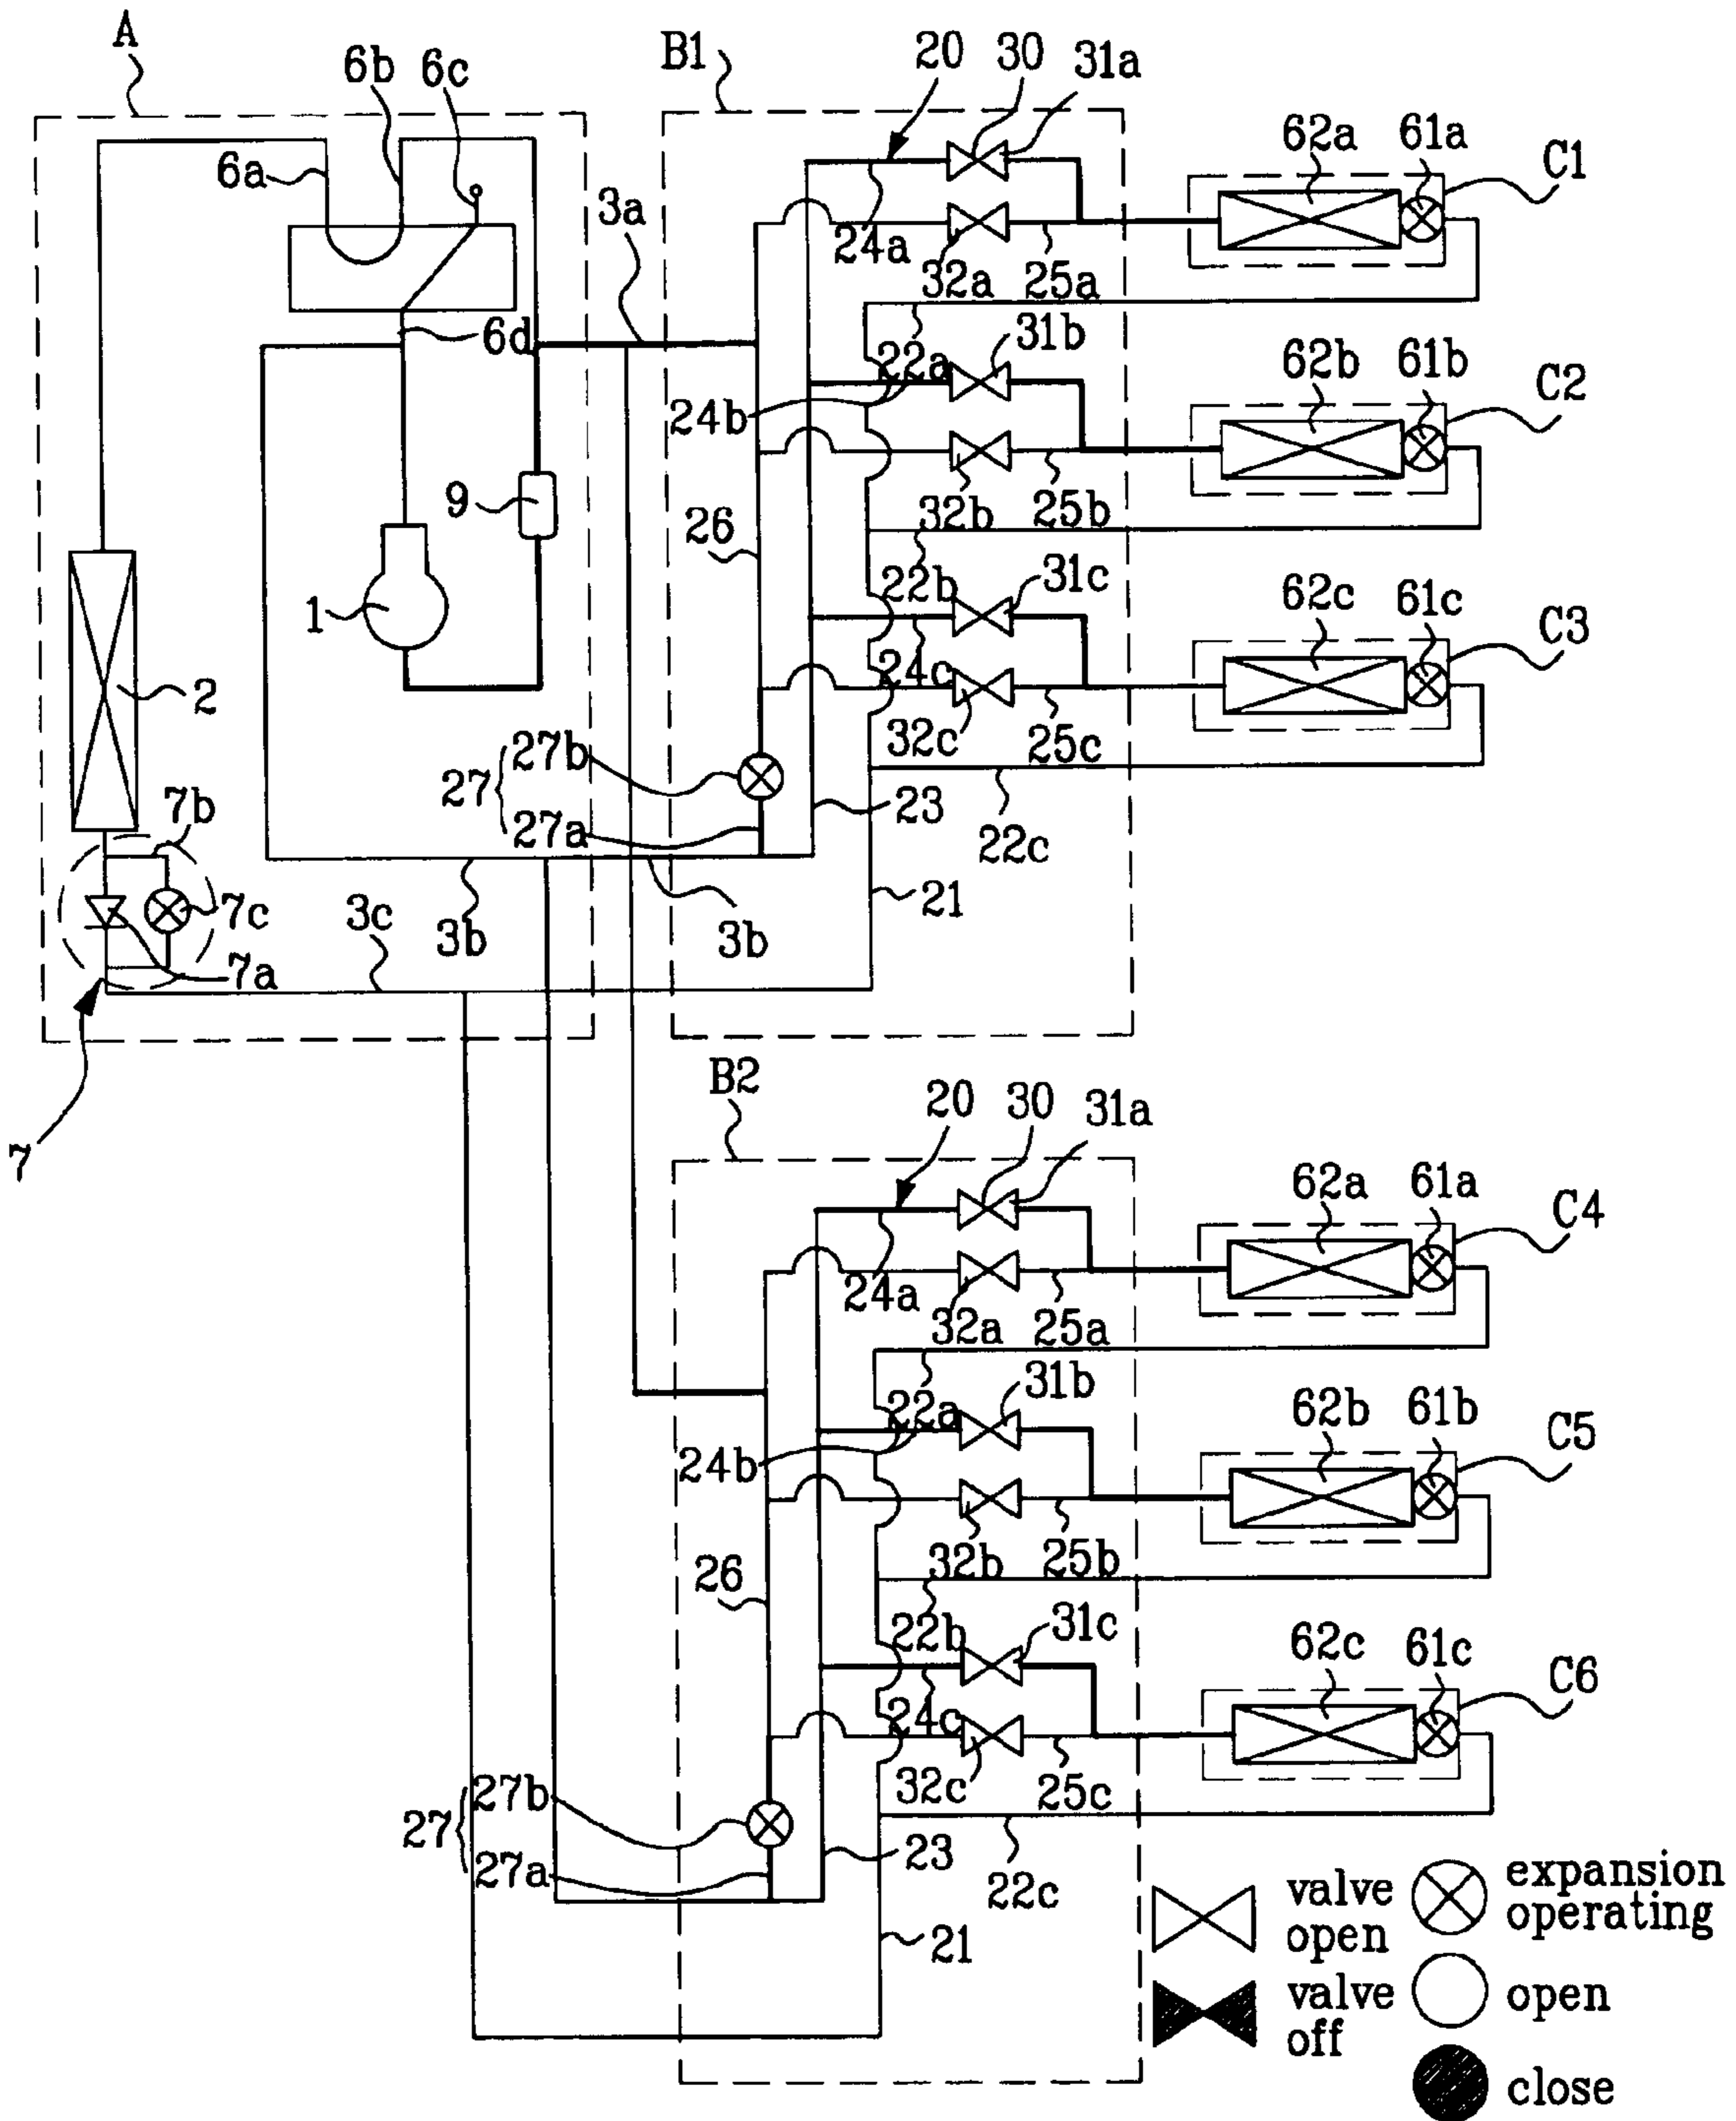 A
6b 6c
B1
20 30 31a
62a 61a C1
6a
3a
24a
32a 25a
6d
22a 31b
24b
62b 61b C2
9
26
32b 25b
1
22b 31c
62c 61c C3
2
24c
32c 25c
27 27b
27a
23
22c
7b
7c
3c
3b
3b
21
7a
7
B2
20 30 31a
62a 61a C4
24a
32a 25a
22a 31b
24b
62b 61b C5
26
32b 25b
22b 31c
62c 61c C6
24c
32c 25c
27 27b
27a
23
22c
21
valve open
expansion operating
valve off
open
close